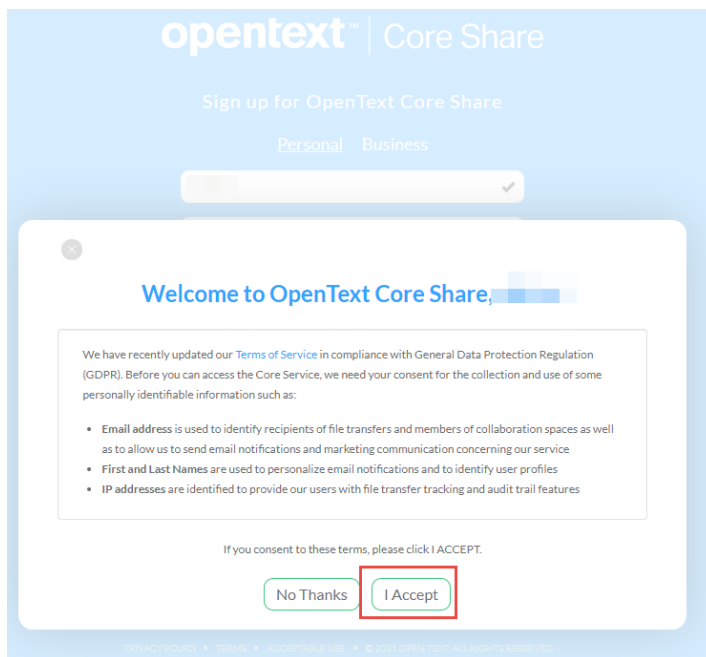 opentext™ | Core Share
Sign up for OpenText Core Share
Personal Business
Welcome to OpenText Core Share,
We have recently updated our Terms of Service in compliance with General Data Protection Regulation
(GDPR). Before you can access the Core Service, we need your consent for the collection and use of some
personally identifiable information such as:
• Email address is used to identify recipients of file transfers and members of collaboration spaces as well
as to allow us to send email notifications and marketing communication concerning our service
• First and Last Names are used to personalize email notifications and to identify user profiles
• IP addresses are identified to provide our users with file transfer tracking and audit trail features
If you consent to these terms, please click I ACCEPT.
No Thanks I Accept
PRIVACY POLICY • TERMS • ACCEPTABLE USE • © 2021 OPEN TEXT. ALL RIGHTS RESERVED.